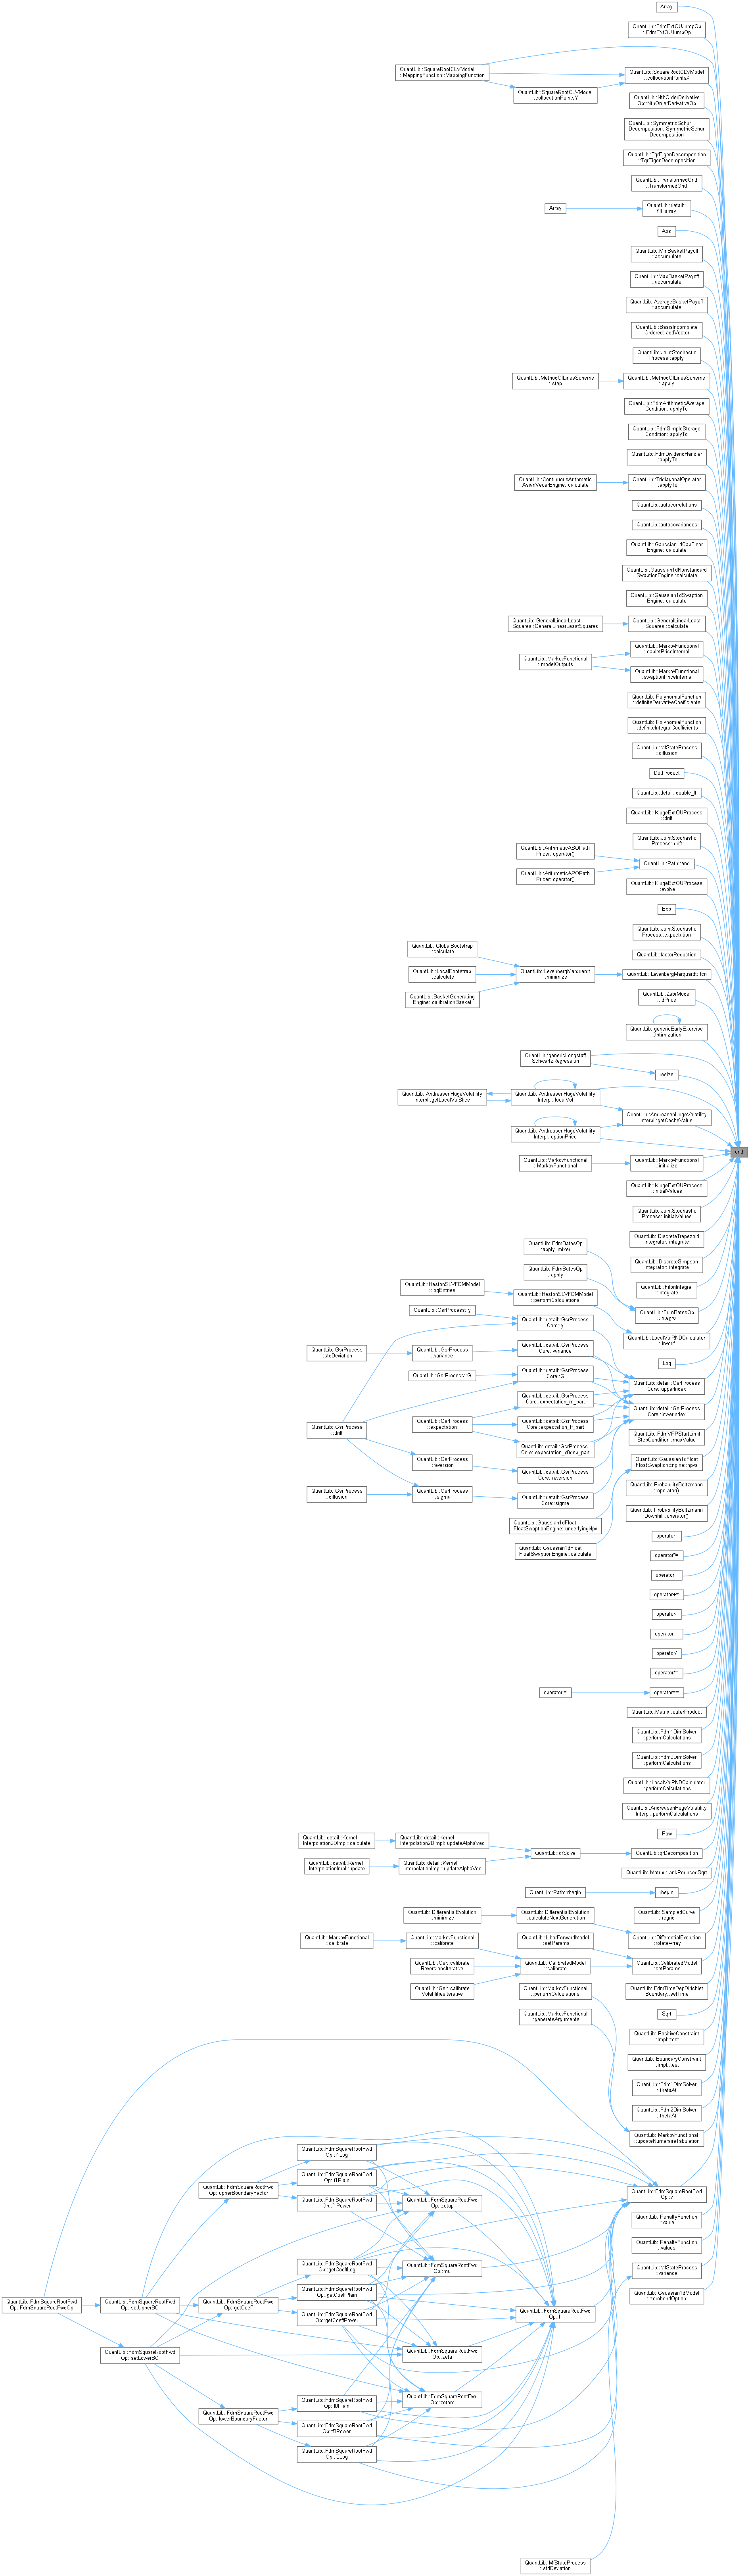 Array
QuantLib::FdmExtOUJumpOp
::FdmExtOUJumpOp
QuantLib::SquareRootCLVModel
::MappingFunction::MappingFunction
QuantLib::SquareRootCLVModel
::collocationPointsX
QuantLib::SquareRootCLVModel
::collocationPointsY
QuantLib::NthOrderDerivative
Op::NthOrderDerivativeOp
QuantLib::SymmetricSchur
Decomposition::SymmetricSchur
Decomposition
QuantLib::TqrEigenDecomposition
::TqrEigenDecomposition
QuantLib::TransformedGrid
::TransformedGrid
Array
QuantLib::detail::
_fill_array_
Abs
QuantLib::MinBasketPayoff
::accumulate
QuantLib::MaxBasketPayoff
::accumulate
QuantLib::AverageBasketPayoff
::accumulate
QuantLib::BasisIncomplete
Ordered::addVector
QuantLib::JointStochastic
Process::apply
QuantLib::MethodOfLinesScheme
::step
QuantLib::MethodOfLinesScheme
::apply
QuantLib::FdmArithmeticAverage
Condition::applyTo
QuantLib::FdmSimpleStorage
Condition::applyTo
QuantLib::FdmDividendHandler
::applyTo
QuantLib::ContinuousArithmetic
AsianVecerEngine::calculate
QuantLib::TridiagonalOperator
::applyTo
QuantLib::autocorrelations
QuantLib::autocovariances
QuantLib::Gaussian1dCapFloor
Engine::calculate
QuantLib::Gaussian1dNonstandard
SwaptionEngine::calculate
QuantLib::Gaussian1dSwaption
Engine::calculate
QuantLib::GeneralLinearLeast
Squares::GeneralLinearLeastSquares
QuantLib::GeneralLinearLeast
Squares::calculate
QuantLib::MarkovFunctional
::modelOutputs
QuantLib::MarkovFunctional
::capletPriceInternal
QuantLib::MarkovFunctional
::swaptionPriceInternal
QuantLib::PolynomialFunction
::definiteDerivativeCoefficients
QuantLib::PolynomialFunction
::definiteIntegralCoefficients
QuantLib::MfStateProcess
::diffusion
DotProduct
QuantLib::detail::double_ft
QuantLib::KlugeExtOUProcess
::drift
QuantLib::JointStochastic
Process::drift
QuantLib::ArithmeticASOPath
Pricer::operator()
QuantLib::ArithmeticAPOPath
Pricer::operator()
QuantLib::Path::end
QuantLib::KlugeExtOUProcess
::evolve
Exp
QuantLib::JointStochastic
Process::expectation
QuantLib::factorReduction
QuantLib::GlobalBootstrap
::calculate
QuantLib::LocalBootstrap
::calculate
QuantLib::BasketGenerating
Engine::calibrationBasket
QuantLib::LevenbergMarquardt
::minimize
QuantLib::LevenbergMarquardt::fcn
QuantLib::ZabrModel
::fdPrice
QuantLib::genericEarlyExercise
Optimization
QuantLib::genericLongstaff
SchwartzRegression
resize
QuantLib::AndreasenHugeVolatility
Interpl::getLocalVolSlice
QuantLib::AndreasenHugeVolatility
Interpl::localVol
QuantLib::AndreasenHugeVolatility
Interpl::getCacheValue
QuantLib::AndreasenHugeVolatility
Interpl::optionPrice
end
QuantLib::MarkovFunctional
::MarkovFunctional
QuantLib::MarkovFunctional
::initialize
QuantLib::KlugeExtOUProcess
::initialValues
QuantLib::JointStochastic
Process::initialValues
QuantLib::DiscreteTrapezoid
Integrator::integrate
QuantLib::DiscreteSimpson
Integrator::integrate
QuantLib::FilonIntegral
::integrate
QuantLib::FdmBatesOp
::apply_mixed
QuantLib::FdmBatesOp
::apply
QuantLib::FdmBatesOp
::integro
QuantLib::HestonSLVFDMModel
::logEntries
QuantLib::HestonSLVFDMModel
::performCalculations
QuantLib::LocalVolRNDCalculator
::invcdf
Log
QuantLib::GsrProcess::y
QuantLib::detail::GsrProcess
Core::y
QuantLib::GsrProcess
::stdDeviation
QuantLib::GsrProcess
::variance
QuantLib::detail::GsrProcess
Core::variance
QuantLib::GsrProcess::G
QuantLib::detail::GsrProcess
Core::G
QuantLib::detail::GsrProcess
Core::upperIndex
QuantLib::detail::GsrProcess
Core::expectation_rn_part
QuantLib::detail::GsrProcess
Core::lowerIndex
QuantLib::GsrProcess
::drift
QuantLib::GsrProcess
::expectation
QuantLib::detail::GsrProcess
Core::expectation_tf_part
QuantLib::detail::GsrProcess
Core::expectation_x0dep_part
QuantLib::FdmVPPStartLimit
StepCondition::maxValue
QuantLib::GsrProcess
::reversion
QuantLib::detail::GsrProcess
Core::reversion
QuantLib::Gaussian1dFloat
FloatSwaptionEngine::npvs
QuantLib::GsrProcess
::diffusion
QuantLib::GsrProcess
::sigma
QuantLib::detail::GsrProcess
Core::sigma
QuantLib::ProbabilityBoltzmann
::operator()
QuantLib::ProbabilityBoltzmann
Downhill::operator()
QuantLib::Gaussian1dFloat
FloatSwaptionEngine::underlyingNpv
QuantLib::Gaussian1dFloat
FloatSwaptionEngine::calculate
operator*
operator*=
operator+
operator+=
operator-
operator-=
operator/
operator/=
operator!=
operator==
QuantLib::Matrix::outerProduct
QuantLib::Fdm1DimSolver
::performCalculations
QuantLib::Fdm2DimSolver
::performCalculations
QuantLib::LocalVolRNDCalculator
::performCalculations
QuantLib::AndreasenHugeVolatility
Interpl::performCalculations
Pow
QuantLib::detail::Kernel
Interpolation2DImpl::calculate
QuantLib::detail::Kernel
Interpolation2DImpl::updateAlphaVec
QuantLib::detail::Kernel
InterpolationImpl::update
QuantLib::detail::Kernel
InterpolationImpl::updateAlphaVec
QuantLib::qrSolve
QuantLib::qrDecomposition
QuantLib::Matrix::rankReducedSqrt
QuantLib::Path::rbegin
rbegin
QuantLib::SampledCurve
::regrid
QuantLib::DifferentialEvolution
::minimize
QuantLib::DifferentialEvolution
::calculateNextGeneration
QuantLib::DifferentialEvolution
::rotateArray
QuantLib::LiborForwardModel
::setParams
QuantLib::MarkovFunctional
::calibrate
QuantLib::MarkovFunctional
::calibrate
QuantLib::Gsr::calibrate
ReversionsIterative
QuantLib::Gsr::calibrate
VolatilitiesIterative
QuantLib::CalibratedModel
::calibrate
QuantLib::CalibratedModel
::setParams
QuantLib::FdmTimeDepDirichlet
Boundary::setTime
QuantLib::MarkovFunctional
::performCalculations
QuantLib::MarkovFunctional
::generateArguments
Sqrt
QuantLib::PositiveConstraint
::Impl::test
QuantLib::BoundaryConstraint
::Impl::test
QuantLib::Fdm1DimSolver
::thetaAt
QuantLib::Fdm2DimSolver
::thetaAt
QuantLib::MarkovFunctional
::updateNumeraireTabulation
QuantLib::FdmSquareRootFwd
Op::f1Log
QuantLib::FdmSquareRootFwd
Op::upperBoundaryFactor
QuantLib::FdmSquareRootFwd
Op::f1Plain
QuantLib::FdmSquareRootFwd
Op::f1Power
QuantLib::FdmSquareRootFwd
Op::zetap
QuantLib::FdmSquareRootFwd
Op::v
QuantLib::PenaltyFunction
::value
QuantLib::PenaltyFunction
::values
QuantLib::MfStateProcess
::variance
QuantLib::Gaussian1dModel
::zerobondOption
QuantLib::FdmSquareRootFwd
Op::getCoeffLog
QuantLib::FdmSquareRootFwd
Op::mu
QuantLib::FdmSquareRootFwd
Op::getCoeffPlain
QuantLib::FdmSquareRootFwd
Op::FdmSquareRootFwdOp
QuantLib::FdmSquareRootFwd
Op::setUpperBC
QuantLib::FdmSquareRootFwd
Op::getCoeff
QuantLib::FdmSquareRootFwd
Op::getCoeffPower
QuantLib::FdmSquareRootFwd
Op::h
QuantLib::FdmSquareRootFwd
Op::setLowerBC
QuantLib::FdmSquareRootFwd
Op::zeta
QuantLib::FdmSquareRootFwd
Op::zetam
QuantLib::FdmSquareRootFwd
Op::f0Plain
QuantLib::FdmSquareRootFwd
Op::lowerBoundaryFactor
QuantLib::FdmSquareRootFwd
Op::f0Power
QuantLib::FdmSquareRootFwd
Op::f0Log
QuantLib::MfStateProcess
::stdDeviation